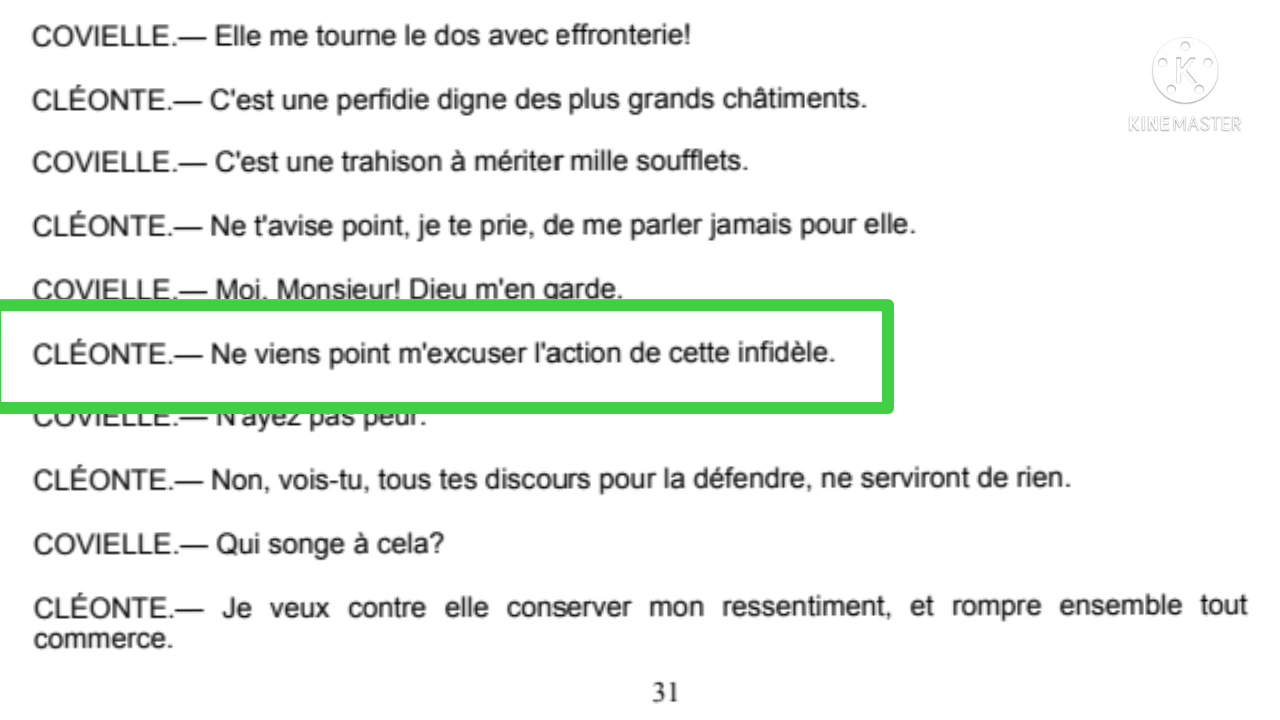 COVIELLE.— Elle me tourne le dos avec effronterie!
CLÉONTE.— C'est une perfidie digne des plus grands châtiments.
K
KINEMASTER
COVIELLE.— C'est une trahison à mériter mille soufflets.
CLÉONTE.— Ne t'avise point, je te prie, de me parler jamais pour elle.
COVIELLE.— Moi, Monsieur! Dieu m'en garde.
CLÉONTE.— Ne viens point m'excuser l'action de cette infidèle.
COVIELLE.— N'ayez pas peur.
CLÉONTE.— Non, vois-tu, tous tes discours pour la défendre, ne serviront de rien.
COVIELLE.— Qui songe à cela?
CLÉONTE.— Je veux contre elle conserver mon ressentiment, et rompre ensemble tout
commerce.
31